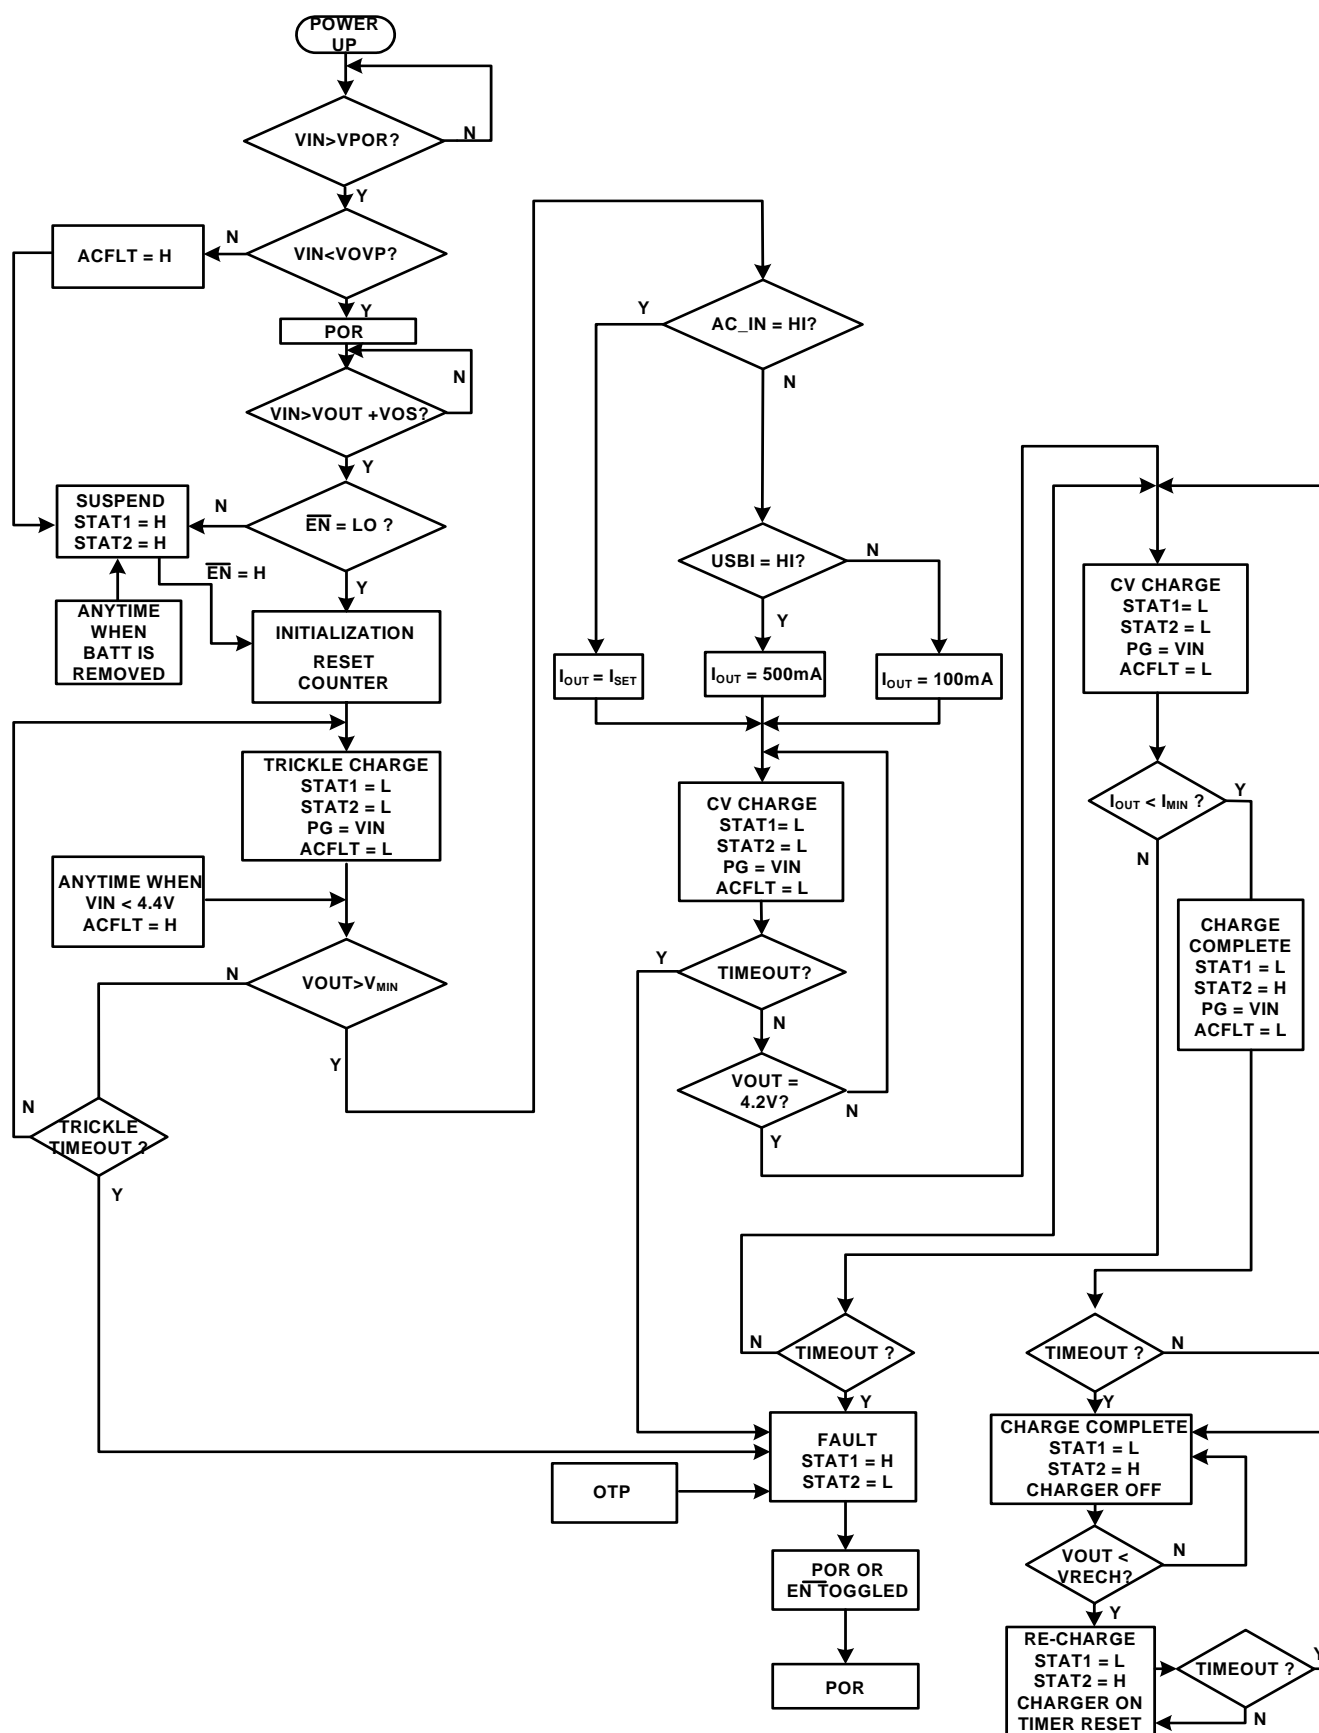 POWER
UP
VIN>VPOR?
N
Y
VIN<VOVP?
N
ACFLT = H
Y
POR
VIN>VOUT +VOS?
N
Y
EN = LO ?
N
SUSPEND
STAT1 = H
STAT2 = H
EN = H
ANYTIME
WHEN
BATT IS
REMOVED
Y
INITIALIZATION
RESET
COUNTER
TRICKLE CHARGE
STAT1 = L
STAT2 = L
PG = VIN
ACFLT = L
ANYTIME WHEN
VIN < 4.4V
ACFLT = H
VOUT>VMIN
N
Y
TRICKLE
TIMEOUT ?
N
Y
AC_IN = HI?
Y
N
USBI = HI?
N
Y
IOUT = ISET
IOUT = 500mA
IOUT = 100mA
CV CHARGE
STAT1= L
STAT2 = L
PG = VIN
ACFLT = L
TIMEOUT?
Y
N
VOUT =
4.2V?
N
Y
CV CHARGE
STAT1= L
STAT2 = L
PG = VIN
ACFLT = L
IOUT < IMIN ?
Y
N
CHARGE
COMPLETE
STAT1 = L
STAT2 = H
PG = VIN
ACFLT = L
TIMEOUT ?
N
Y
FAULT
STAT1 = H
STAT2 = L
OTP
POR OR
EN TOGGLED
POR
TIMEOUT ?
N
Y
CHARGE COMPLETE
STAT1 = L
STAT2 = H
CHARGER OFF
VOUT <
VRECH?
N
Y
RE-CHARGE
STAT1 = L
STAT2 = H
CHARGER ON
TIMER RESET
TIMEOUT ?
Y
N